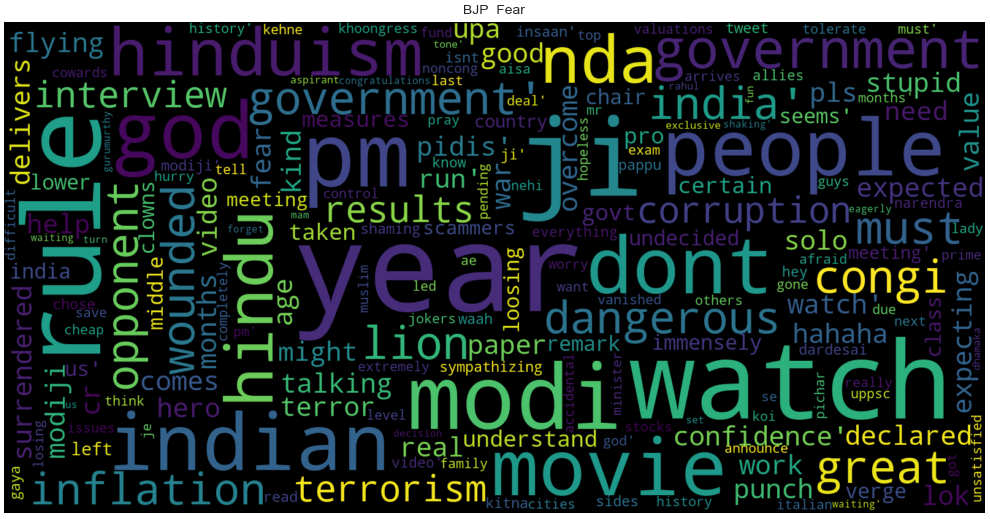 BJP Fear
history' kehne khoongress fund tone' insaan' top valuations tweet tolerate must'
flying hinduism upa good isnt noncong aisa nda government
cowards aspirant congratulations last deal' mr arrives allies rahul fun months' stupid
delivers interview government' chair india' pls seems' need
rule god measures pray country overcome pro exclusive shaking value
gurumurthy modiji' tell fear kind pm pidis' war ji' ji hopeless exam pappu people
lower hurry meeting know run' pending nehi certain guys expected
difficult help clowns video control results govt corruption narendra eagerly
waiting turn opponent wounded mam forget taken shaming scammers everything undecided afraid solo must lady
india middle hindu year ae worry dont hey meeting' prime
surrendered chose months age muslim led loosing want gone congi
us' save completely vanished others watch' due
cheap pm' jokers waah dangerous hahaha next class expecting
modiji us comes might lion paper remark immensely dardesai dhamaka
cr think hero talking extremely sympathizing modi accidental minister watch really uppsc
issues je terror level se koi pichar
losing left indian real understand stocks set confidence' declared
gaya decision god' announce great got unsatisfied
inflation video' family movie work verge lok
read terrorism kitnacities sides history punch italian waiting'